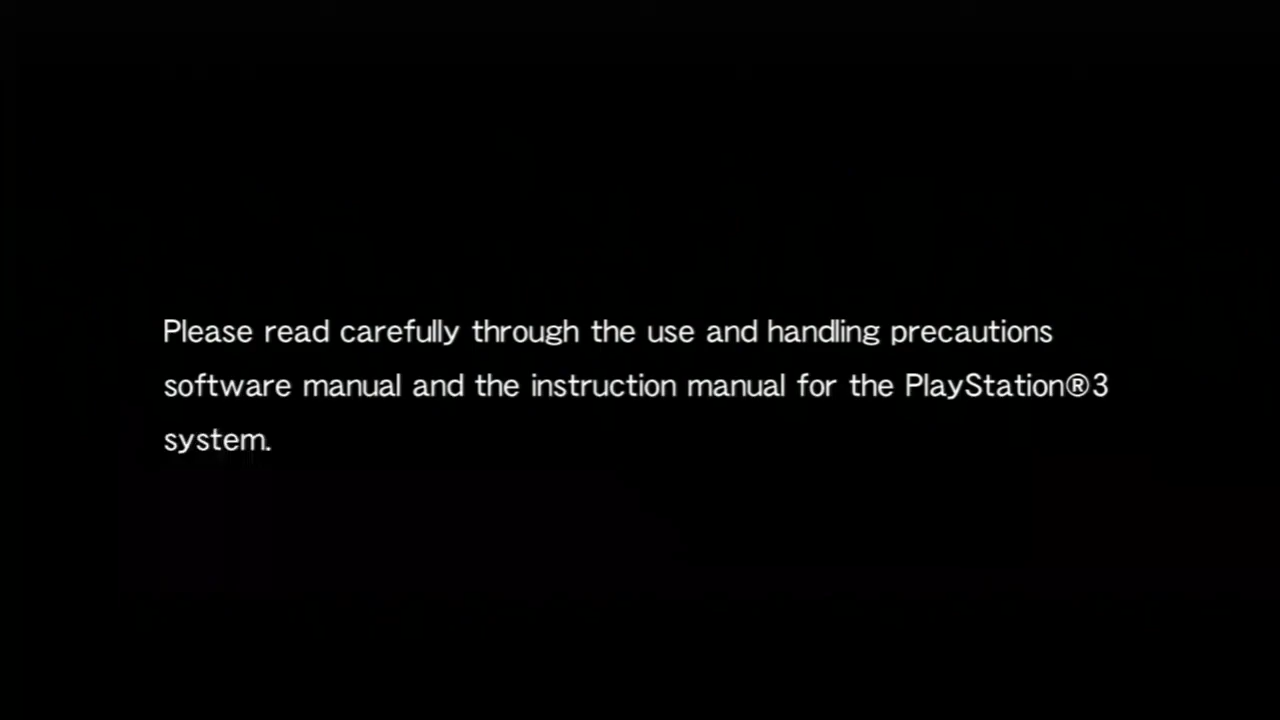 Please read carefully through the use and handling precautions
software manual and the instruction manual for the PlayStation®3
system.